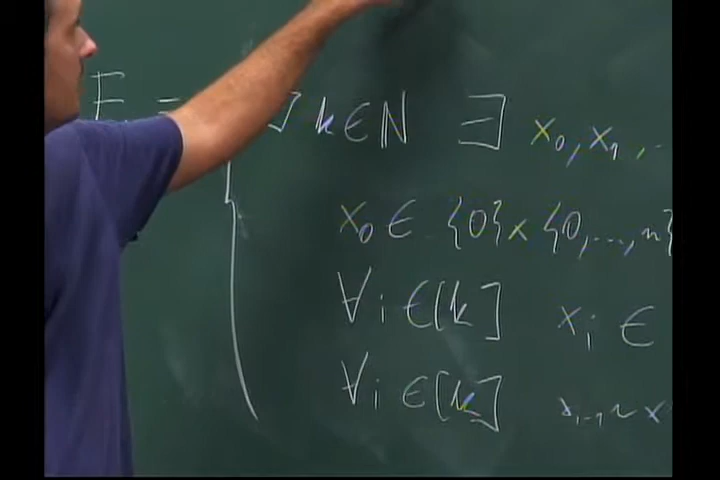 E = ∃ k ∈ ℕ ∃ x₀, x₁, .
x₀ ∈ {0} × {0, ..., n}
∀ i ∈ [k] xᵢ ∈
∀ i ∈ [k] xᵢ₋₁ ~ x